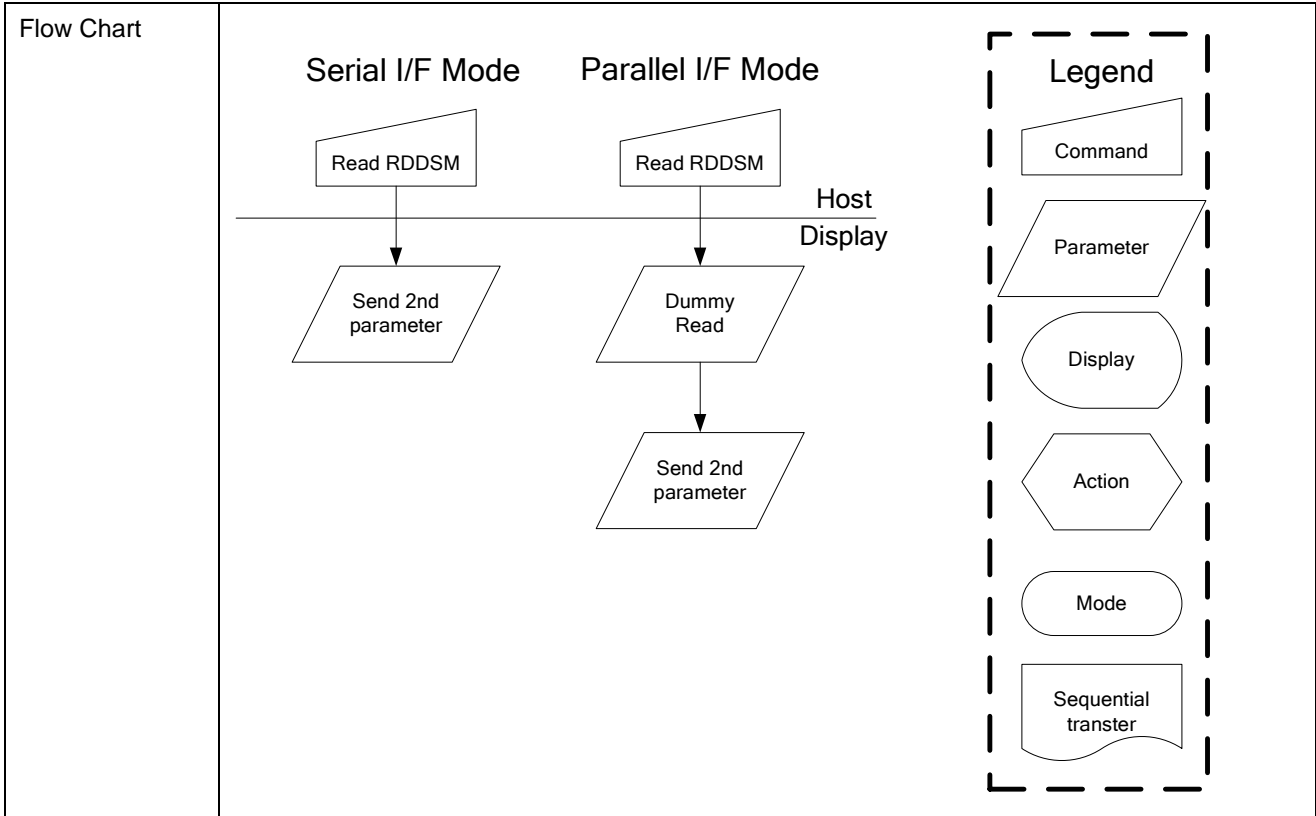 Flow Chart
Serial I/F Mode
Parallel I/F Mode
Read RDDSM
Read RDDSM
Host
Display
Send 2nd
parameter
Dummy
Read
Send 2nd
parameter
Legend
Command
Parameter
Display
Action
Mode
Sequential
transter